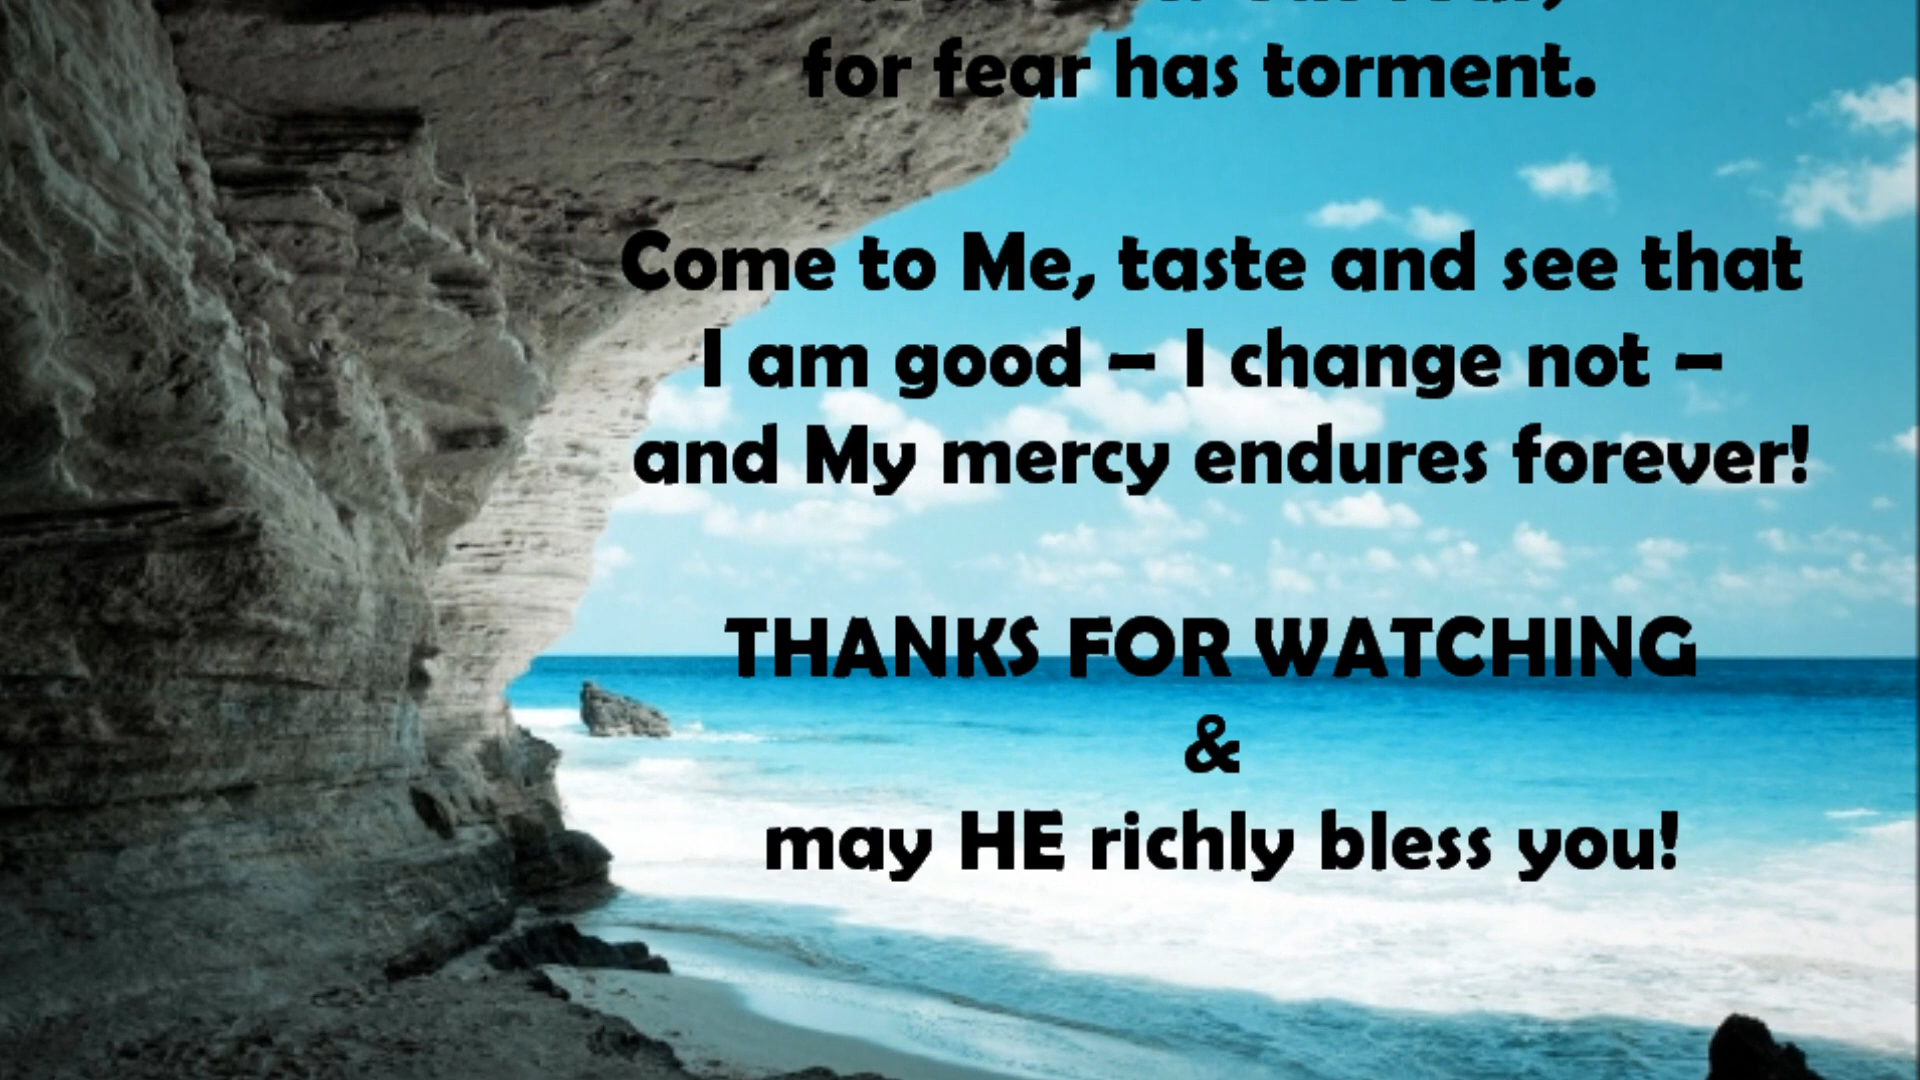 for fear has torment.
Come to Me, taste and see that
I am good – I change not –
and My mercy endures forever!
THANKS FOR WATCHING
&
may HE richly bless you!